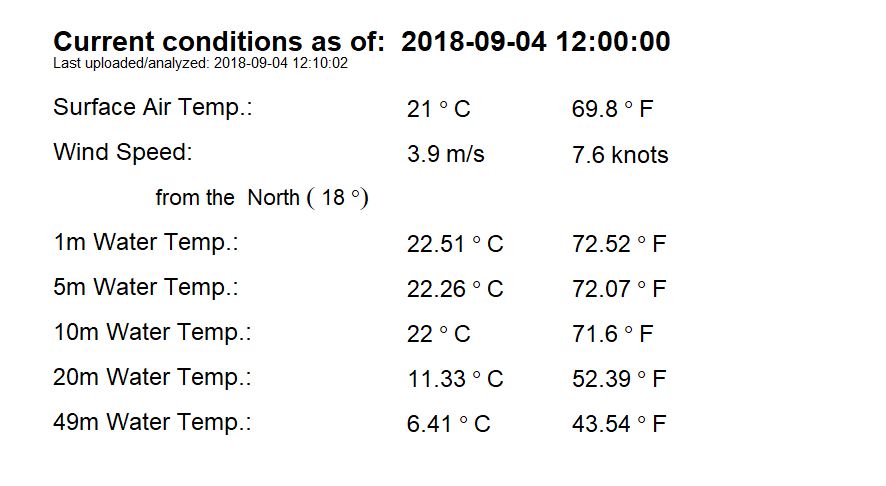 Current conditions as of: 2018-09-04 12:00:00
Last uploaded/analyzed: 2018-09-04 12:10:02
Surface Air Temp.: 21 ° C 69.8 ° F
Wind Speed: 3.9 m/s 7.6 knots
from the North ( 18 °)
1m Water Temp.: 22.51 ° C 72.52 ° F
5m Water Temp.: 22.26 ° C 72.07 ° F
10m Water Temp.: 22 ° C 71.6 ° F
20m Water Temp.: 11.33 ° C 52.39 ° F
49m Water Temp.: 6.41 ° C 43.54 ° F